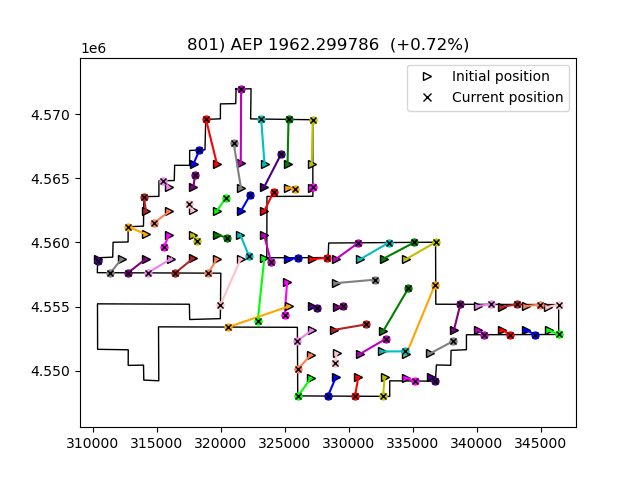 801) AEP 1962.299786 (+0.72%)
1e6
Initial position
Current position
4.570
4.565
4.560
4.555
4.550
310000 315000 320000 325000 330000 335000 340000 345000